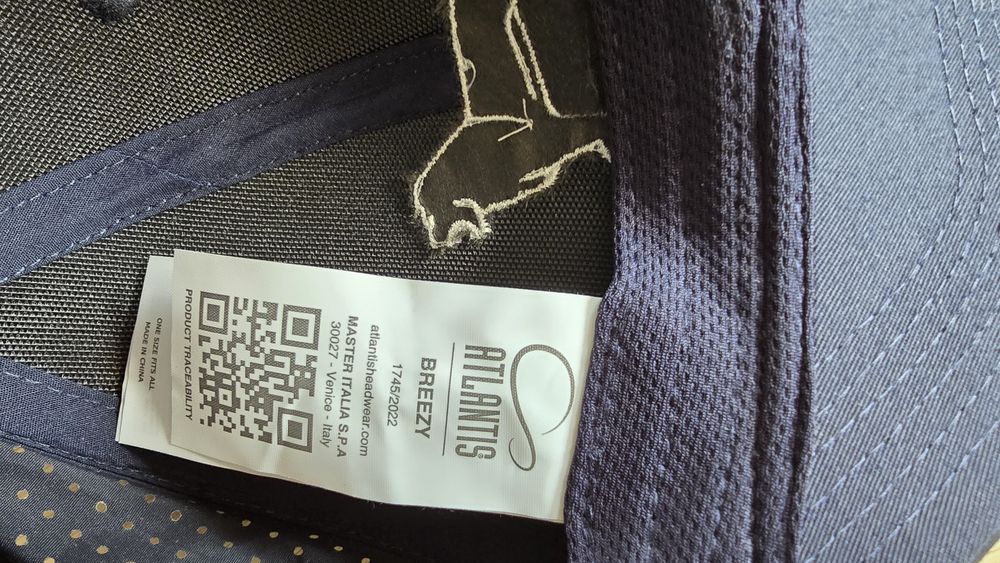 ATLANTIS®
BREEZY
1745/2022
atlantisheadwear.com
MASTER ITALIA S.P.A
30027 - Venice - Italy
PRODUCT TRACEABILITY
ONE SIZE FITS ALL
MADE IN CHINA